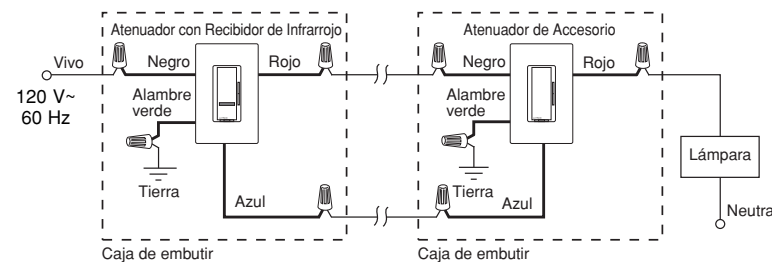 Atenuador con Recibidor de Infrarrojo
Atenuador de Accesorio
Vivo
Negro
Rojo
Negro
Rojo
120 V~
60 Hz
Alambre
verde
Alambre
verde
Lámpara
Tierra
Azul
Tierra
Azul
Neutra
Caja de embutir
Caja de embutir